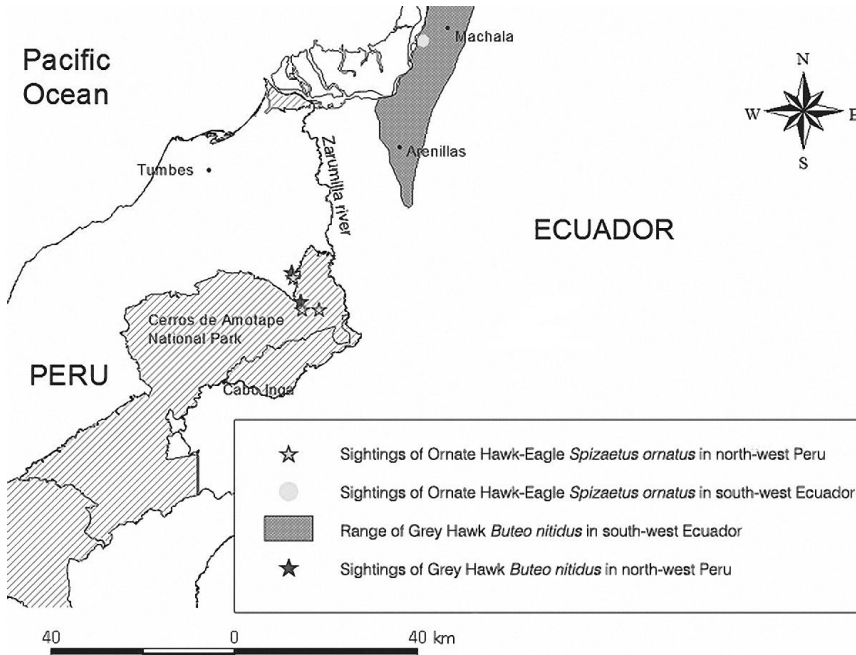 Pacific
Ocean
Machala
N
W
E
S
Arenillas
Tumbes
Zarumilla river
ECUADOR
Cerros de Amotape
National Park
PERU
Cabo Inga
Sightings of Ornate Hawk-Eagle Spizaetus ornatus in north-west Peru
Sightings of Ornate Hawk-Eagle Spizaetus ornatus in south-west Ecuador
Range of Grey Hawk Buteo nitidus in south-west Ecuador
Sightings of Grey Hawk Buteo nitidus in north-west Peru
40 0 40 km